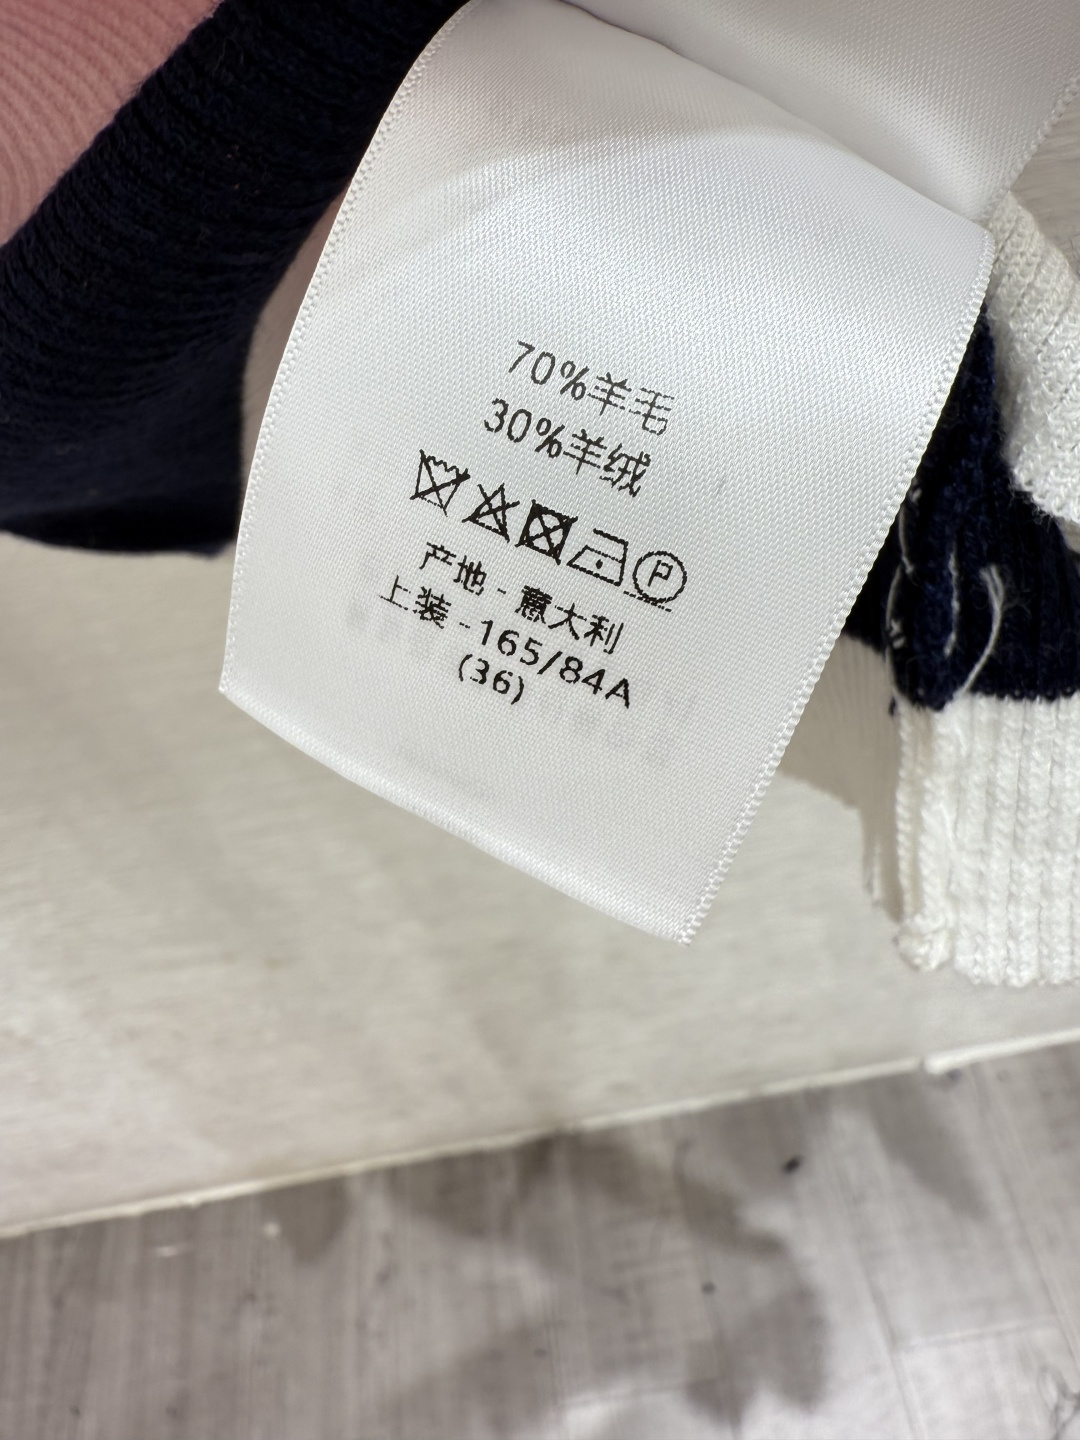 70%羊毛
30%羊绒
P
产地 - 意大利
上装 -165/84A
(36)